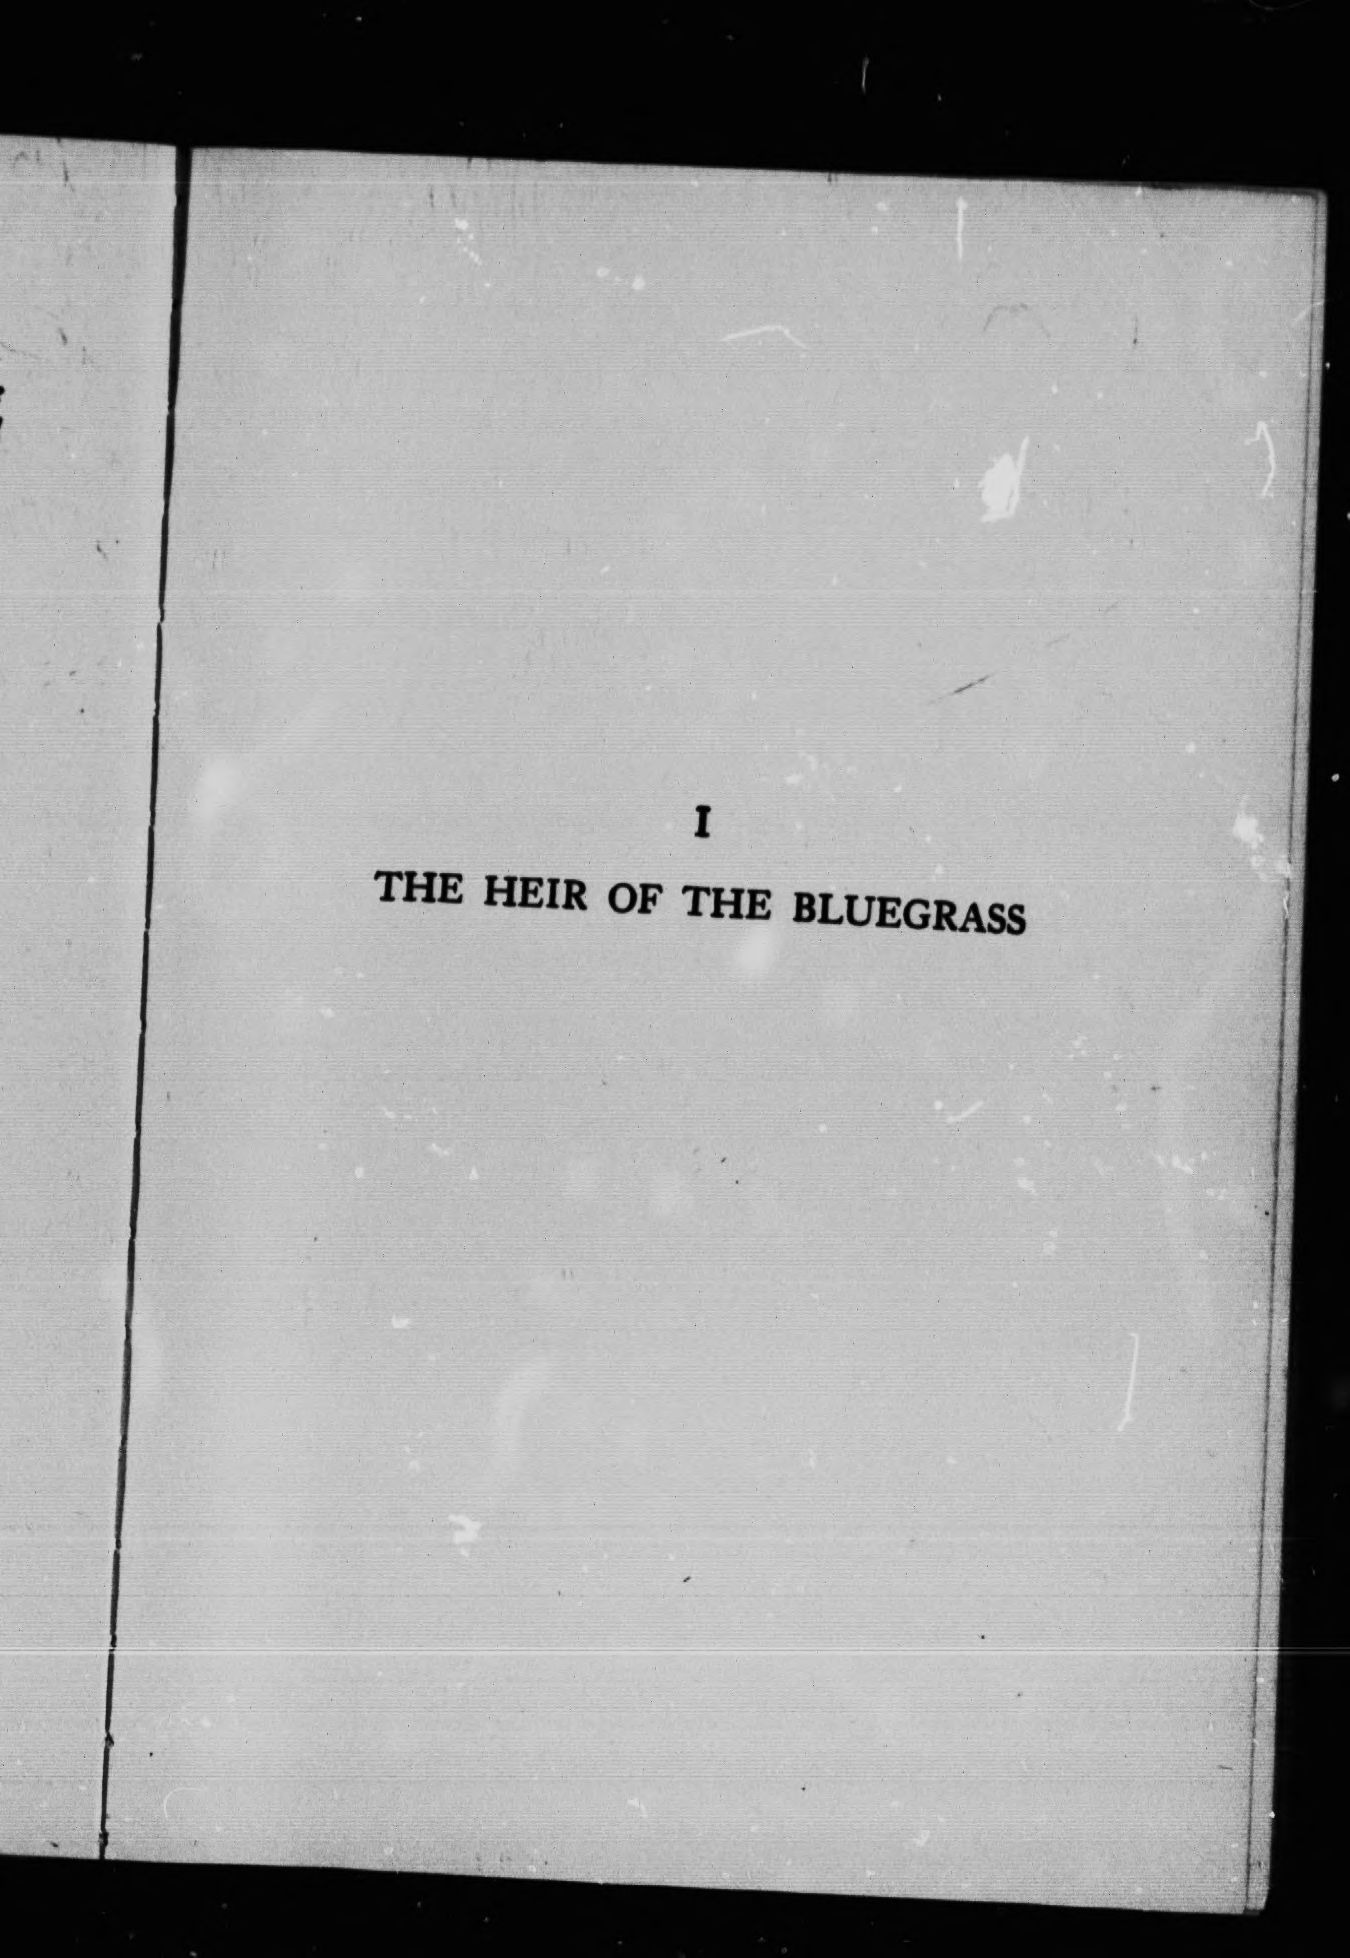 I
THE HEIR OF THE BLUEGRASS